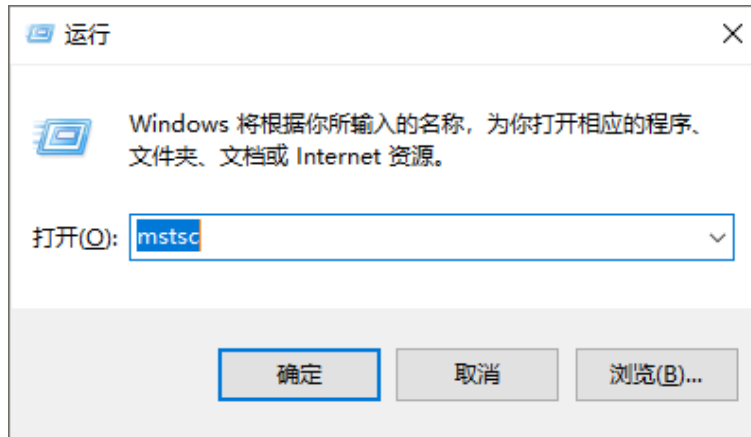 运行
Windows 将根据你所输入的名称，为你打开相应的程序、
文件夹、文档或 Internet 资源。
打开(O): mstsc
确定 取消 浏览(B)...